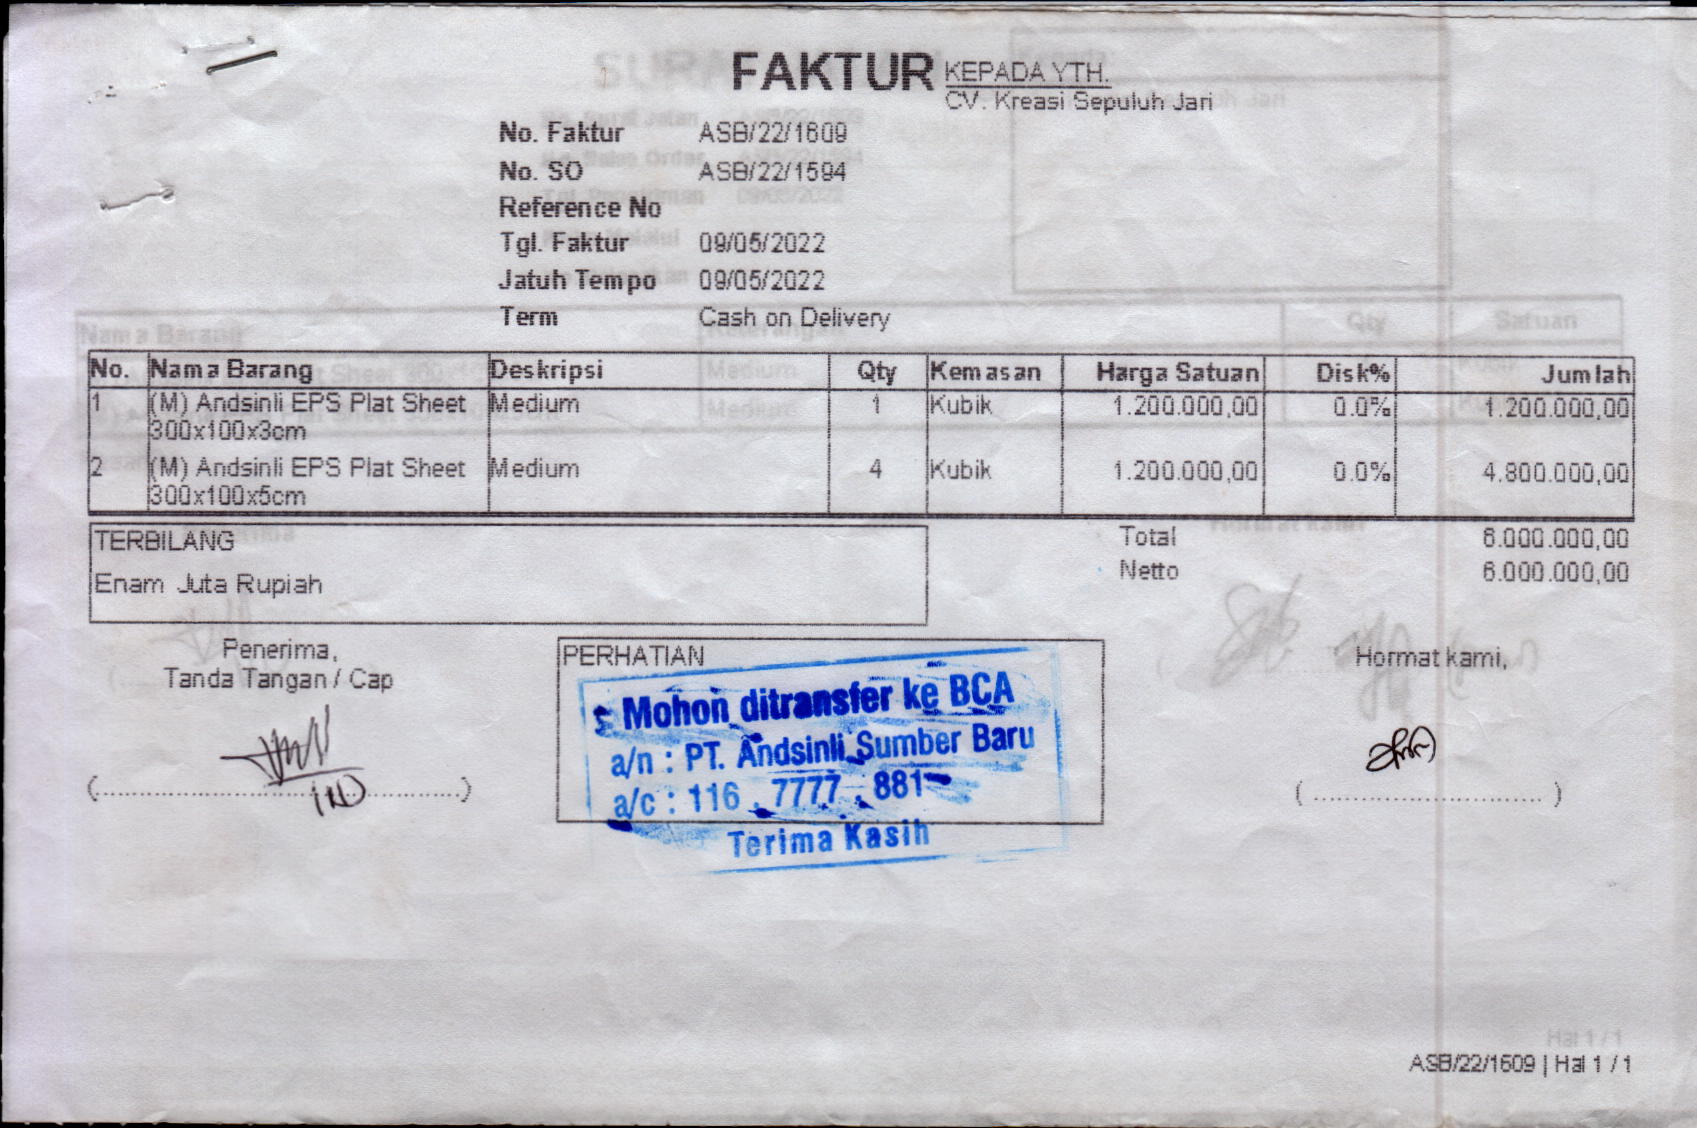 FAKTUR
KEPADA YTH.
CV. Kreasi Sepuluh Jari
No. Faktur ASB/22/1609
No. SO ASB/22/1594
Reference No
Tgl. Faktur 09/05/2022
Jatuh Tempo 09/05/2022
Term Cash on Delivery
No. Nama Barang Deskripsi Qty Kemasan Harga Satuan Disk% Jumlah
1 (M) Andsinli EPS Plat Sheet Medium 1 Kubik 1.200.000,00 0.0% 1.200.000,00
300x100x3cm
2 (M) Andsinli EPS Plat Sheet Medium 4 Kubik 1.200.000,00 0.0% 4.800.000,00
300x100x5cm
TERBILANG
Enam Juta Rupiah
Total 6.000.000,00
Netto 6.000.000,00
Penerima,
Tanda Tangan / Cap
PERHATIAN
Mohon ditransfer ke BCA
a/n : PT. Andsinli Sumber Baru
a/c : 116 . 7777 . 881
Terima Kasih
Hormat kami,
ASB/22/1609 | Hal 1 / 1